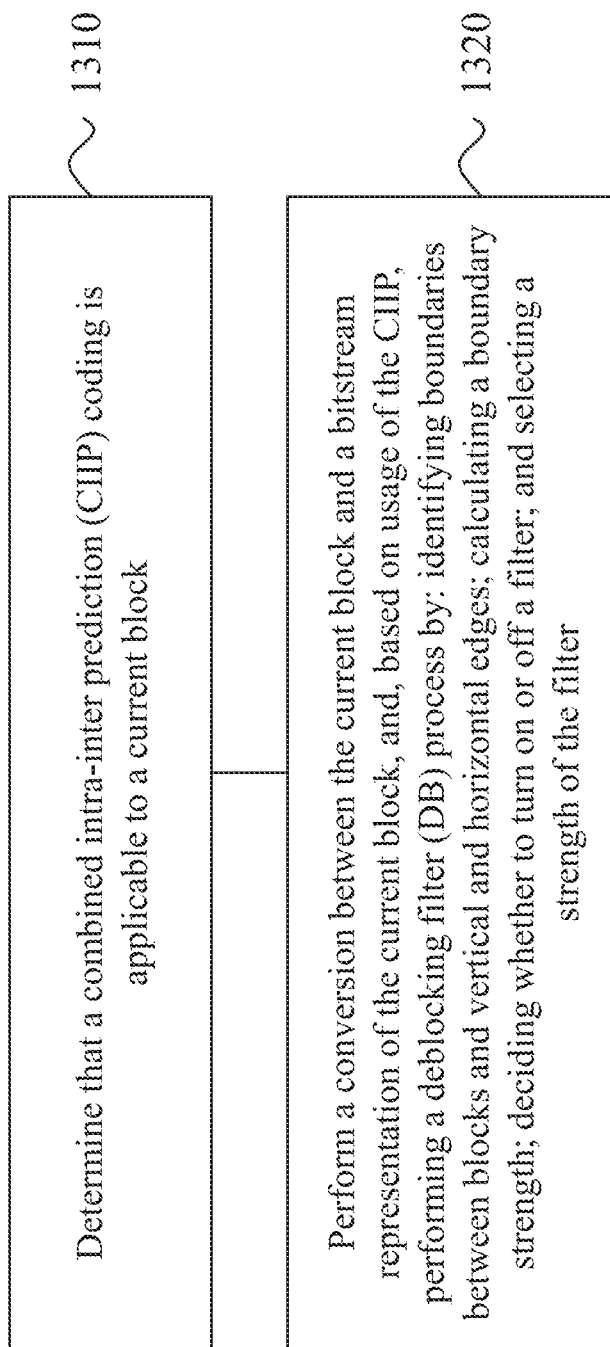 Determine that a combined intra-inter prediction (CIIP) coding is
applicable to a current block
1310
Perform a conversion between the current block and a bitstream
representation of the current block, and, based on usage of the CIIP,
performing a deblocking filter (DB) process by: identifying boundaries
between blocks and vertical and horizontal edges; calculating a boundary
strength; deciding whether to turn on or off a filter; and selecting a
strength of the filter
1320